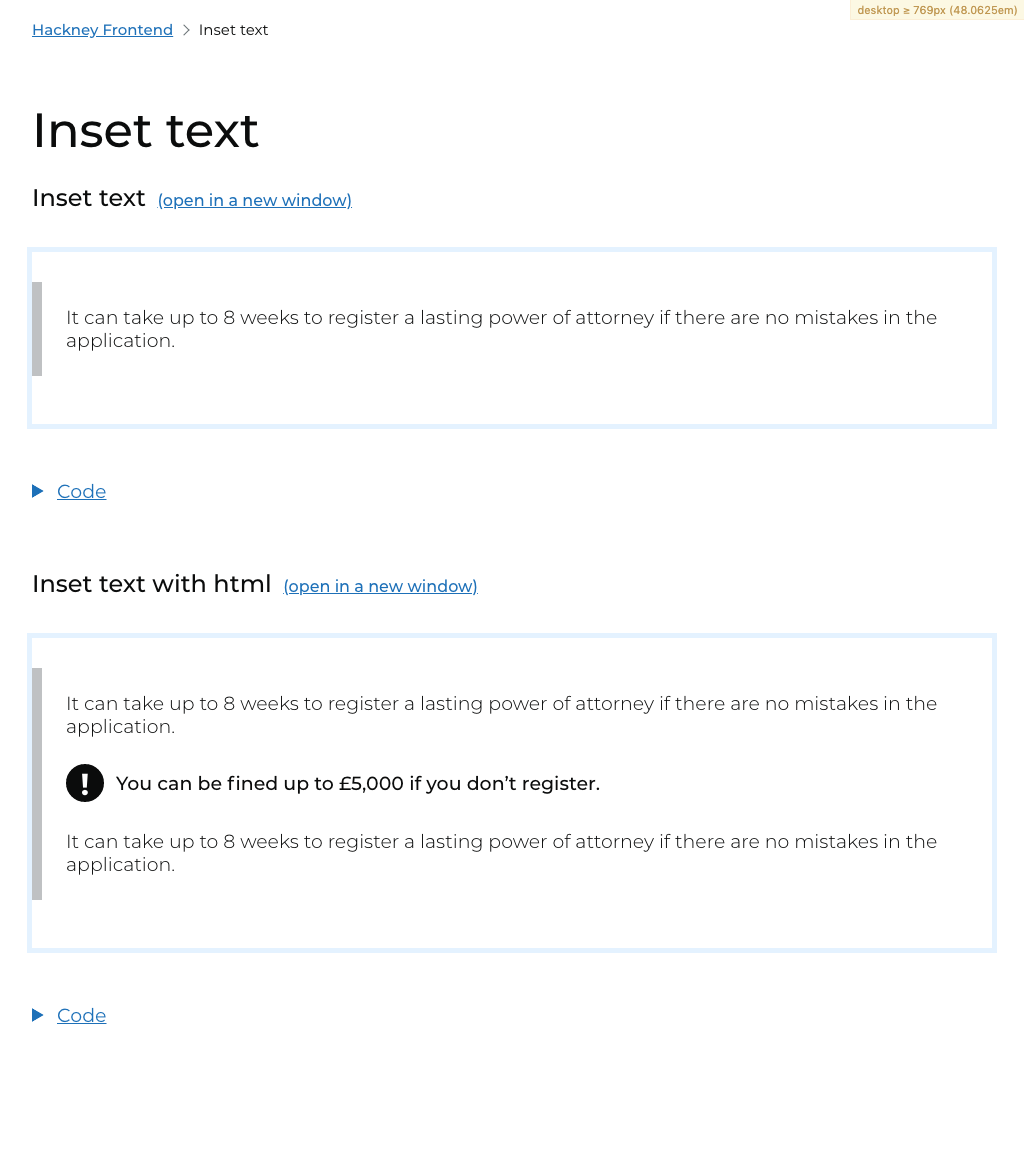 desktop ≥ 769px (48.0625em)
Hackney Frontend > Inset text
Inset text
Inset text (open in a new window)
It can take up to 8 weeks to register a lasting power of attorney if there are no mistakes in the
application.
Code
Inset text with html (open in a new window)
It can take up to 8 weeks to register a lasting power of attorney if there are no mistakes in the
application.
! You can be fined up to £5,000 if you don’t register.
It can take up to 8 weeks to register a lasting power of attorney if there are no mistakes in the
application.
Code